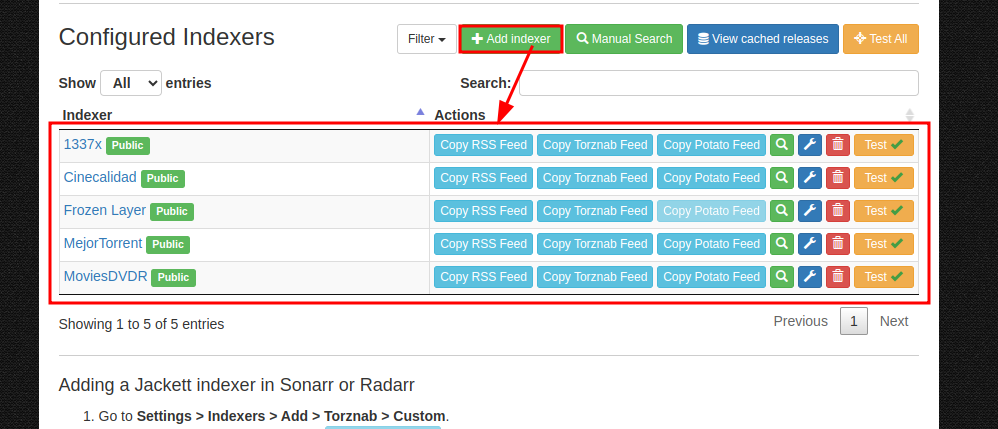 Configured Indexers Filter Add indexer Manual Search View cached releases Test All
Show All entries Search:
Indexer Actions
1337x Public Copy RSS Feed Copy Torznab Feed Copy Potato Feed Test
Cinecalidad Public Copy RSS Feed Copy Torznab Feed Copy Potato Feed Test
Frozen Layer Public Copy RSS Feed Copy Torznab Feed Copy Potato Feed Test
MejorTorrent Public Copy RSS Feed Copy Torznab Feed Copy Potato Feed Test
MoviesDVDR Public Copy RSS Feed Copy Torznab Feed Copy Potato Feed Test
Showing 1 to 5 of 5 entries Previous 1 Next
Adding a Jackett indexer in Sonarr or Radarr
1. Go to Settings > Indexers > Add > Torznab > Custom.